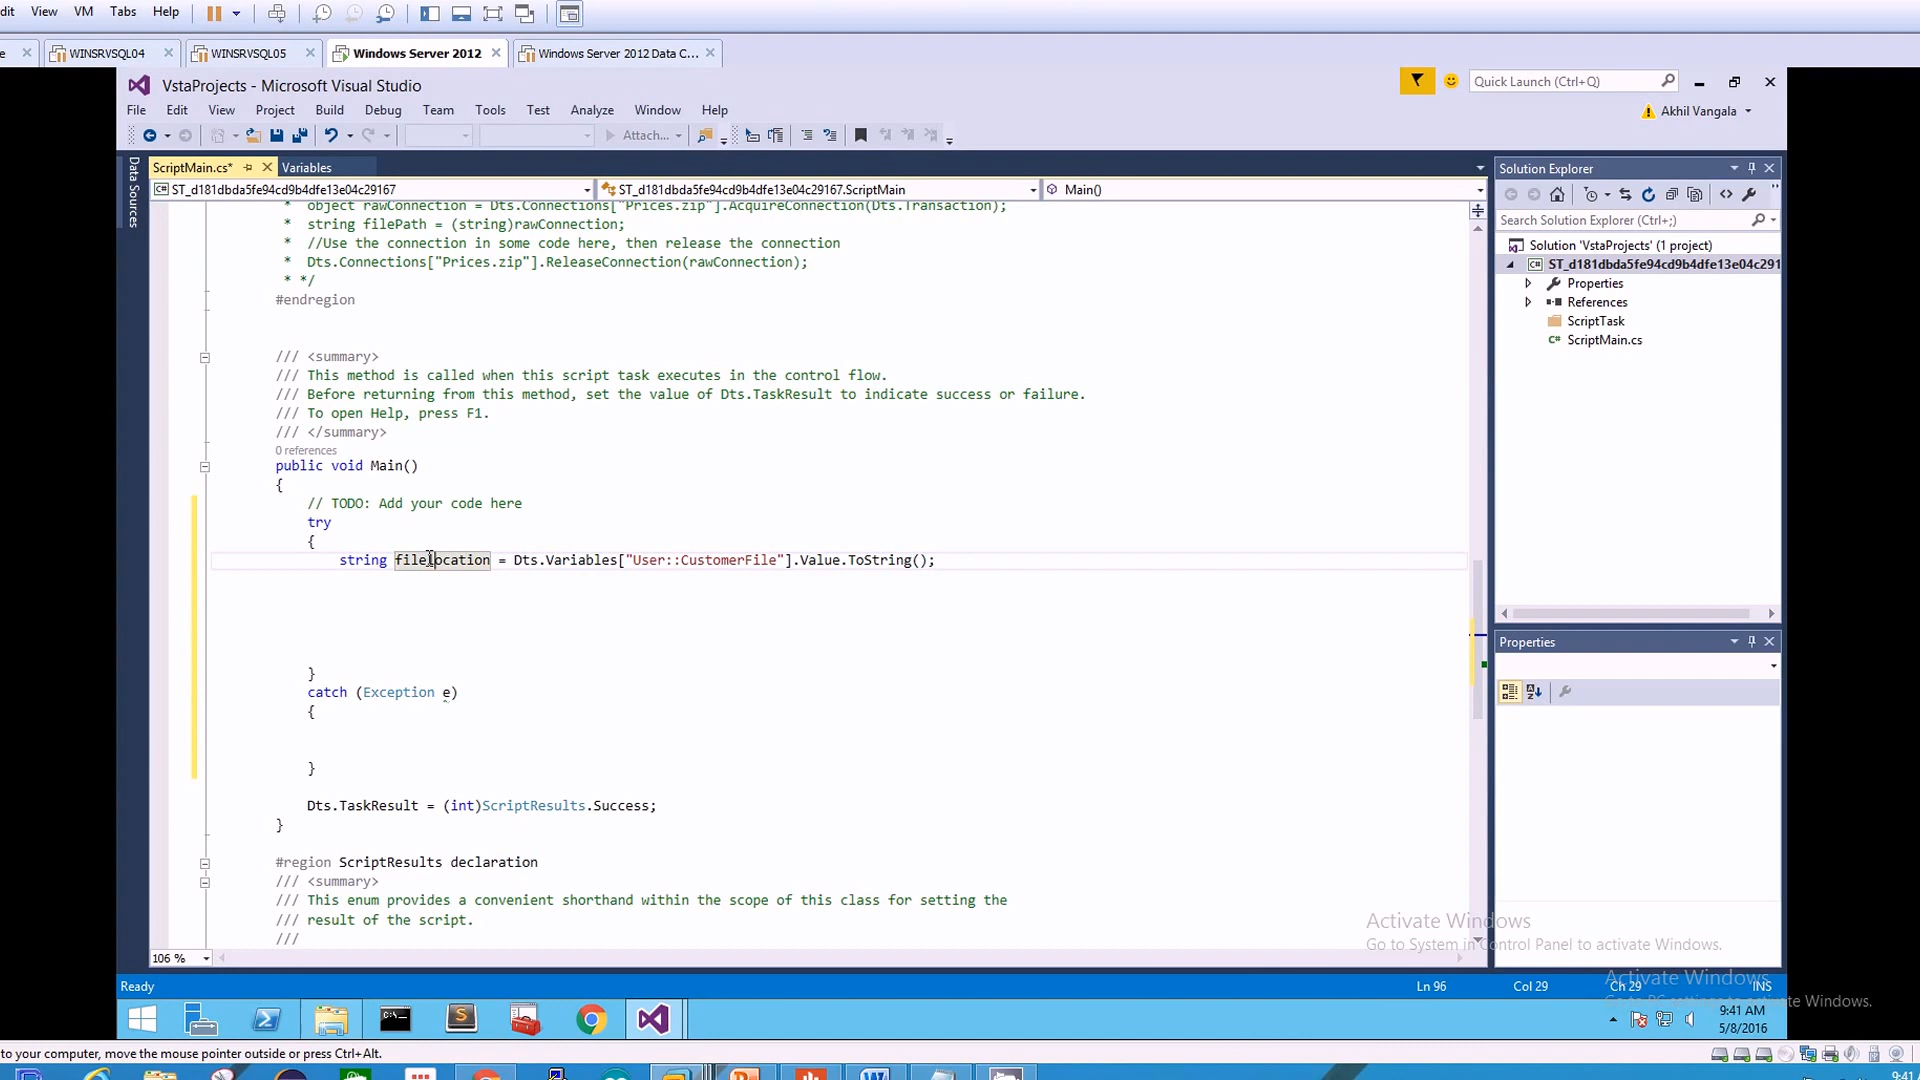 dit View VM Tabs Help
e WINSRVSQL04 WINSRVSQL05 Windows Server 2012 Windows Server 2012 Data C...
VstaProjects - Microsoft Visual Studio
Quick Launch (Ctrl+Q)
File Edit View Project Build Debug Team Tools Test Analyze Window Help
Akhil Vangala
Attach...
Data Sources
ScriptMain.cs* Variables
ST_d181dbda5fe94cd9b4dfe13e04c29167 ST_d181dbda5fe94cd9b4dfe13e04c29167.ScriptMain Main()
* object rawConnection = Dts.Connections["Prices.zip"].AcquireConnection(Dts.Transaction);
* string filePath = (string)rawConnection;
* //Use the connection in some code here, then release the connection
* Dts.Connections["Prices.zip"].ReleaseConnection(rawConnection);
* */
#endregion
/// <summary>
/// This method is called when this script task executes in the control flow.
/// Before returning from this method, set the value of Dts.TaskResult to indicate success or failure.
/// To open Help, press F1.
/// </summary>
0 references
public void Main()
{
// TODO: Add your code here
try
{
string fileLocation = Dts.Variables["User::CustomerFile"].Value.ToString();
}
catch (Exception e)
{
}
Dts.TaskResult = (int)ScriptResults.Success;
}
#region ScriptResults declaration
/// <summary>
/// This enum provides a convenient shorthand within the scope of this class for setting the
/// result of the script.
///
106 %
Solution Explorer
Search Solution Explorer (Ctrl+;)
Solution 'VstaProjects' (1 project)
ST_d181dbda5fe94cd9b4dfe13e04c291
Properties
References
ScriptTask
ScriptMain.cs
Properties
Activate Windows
Go to System in Control Panel to activate Windows.
Activate Windows
Go to PC settings to activate Windows.
Ready Ln 96 Col 29 Ch 29 INS
9:41 AM
5/8/2016
to your computer, move the mouse pointer outside or press Ctrl+Alt.
9:41